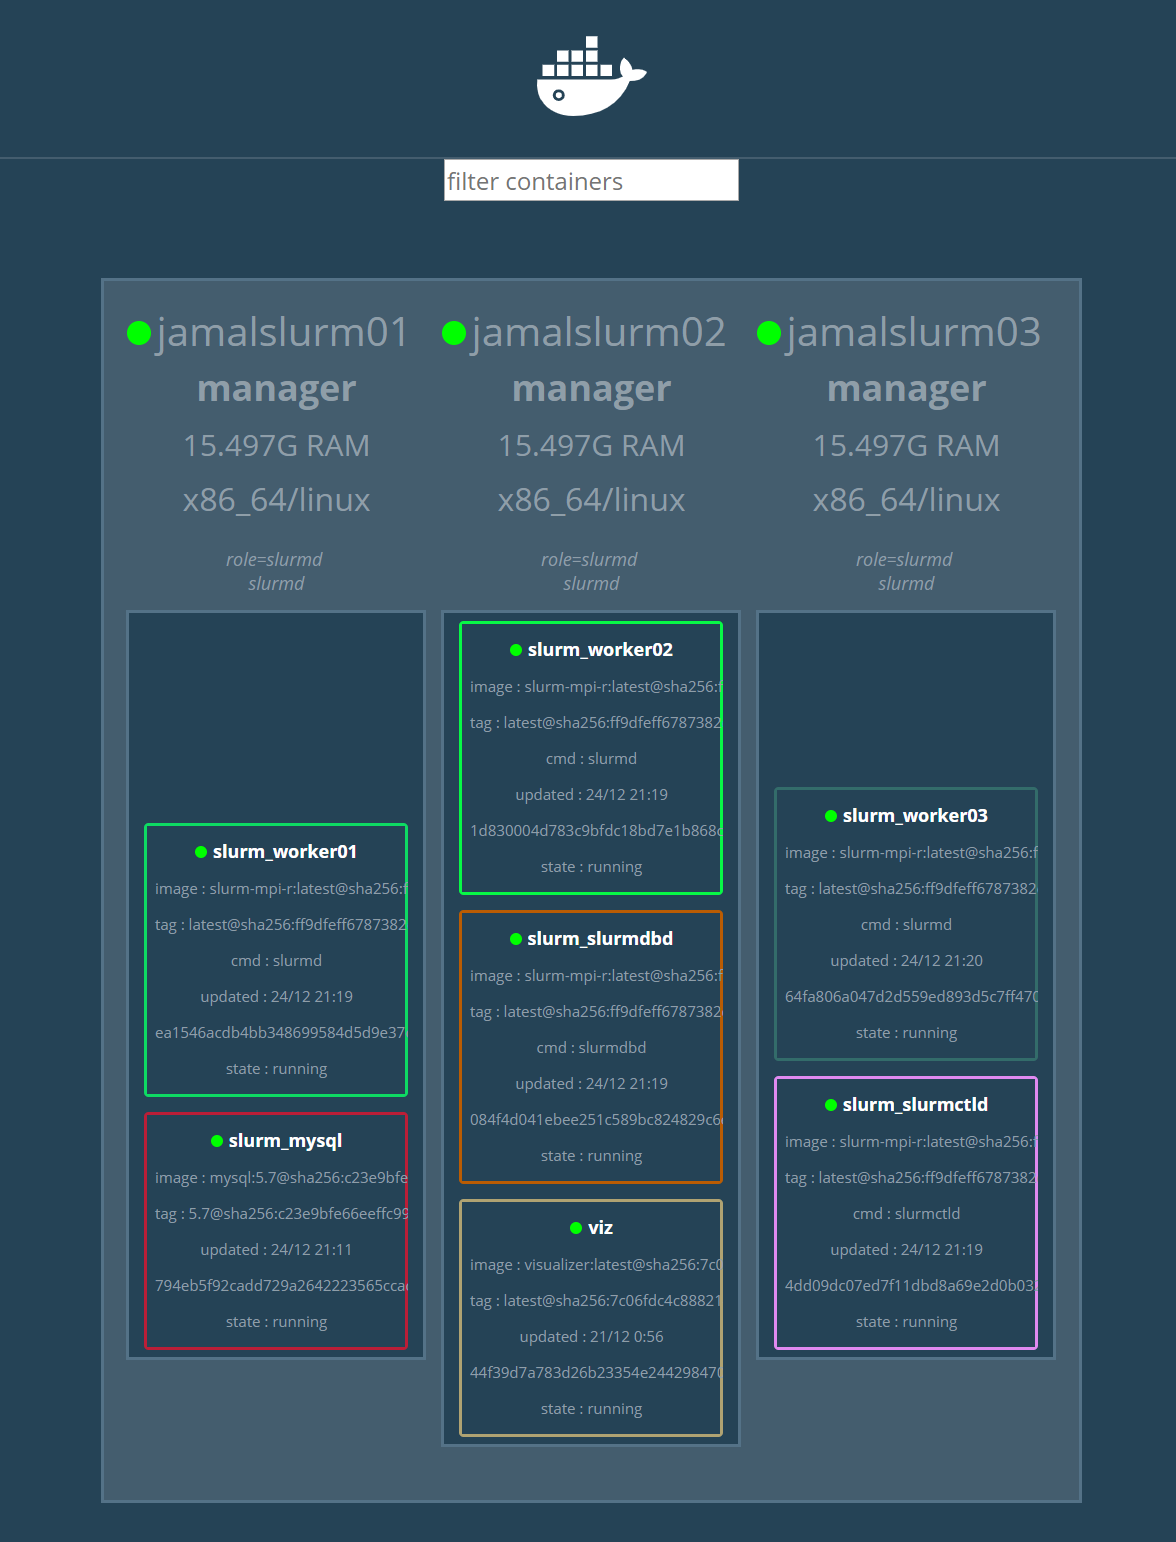 filter containers
jamalslurm01
manager
15.497G RAM
x86_64/linux
role=slurmd
slurmd
slurm_worker01
image : slurm-mpi-r:latest@sha256:f
tag : latest@sha256:ff9dfeff6787382
cmd : slurmd
updated : 24/12 21:19
ea1546acdb4bb348699584d5d9e37
state : running
slurm_mysql
image : mysql:5.7@sha256:c23e9bfe
tag : 5.7@sha256:c23e9bfe66eeffc99
updated : 24/12 21:11
794eb5f92cadd729a2642223565cca
state : running
jamalslurm02
manager
15.497G RAM
x86_64/linux
role=slurmd
slurmd
slurm_worker02
image : slurm-mpi-r:latest@sha256:f
tag : latest@sha256:ff9dfeff6787382
cmd : slurmd
updated : 24/12 21:19
1d830004d783c9bfdc18bd7e1b868c
state : running
slurm_slurmdbd
image : slurm-mpi-r:latest@sha256:f
tag : latest@sha256:ff9dfeff6787382
cmd : slurmdbd
updated : 24/12 21:19
084f4d041ebee251c589bc824829c6
state : running
viz
image : visualizer:latest@sha256:7c0
tag : latest@sha256:7c06fdc4c88821
updated : 21/12 0:56
44f39d7a783d26b23354e244298470
state : running
jamalslurm03
manager
15.497G RAM
x86_64/linux
role=slurmd
slurmd
slurm_worker03
image : slurm-mpi-r:latest@sha256:f
tag : latest@sha256:ff9dfeff6787382
cmd : slurmd
updated : 24/12 21:20
64fa806a047d2d559ed893d5c7ff470
state : running
slurm_slurmctld
image : slurm-mpi-r:latest@sha256:f
tag : latest@sha256:ff9dfeff6787382
cmd : slurmctld
updated : 24/12 21:19
4dd09dc07ed7f11dbd8a69e2d0b03
state : running